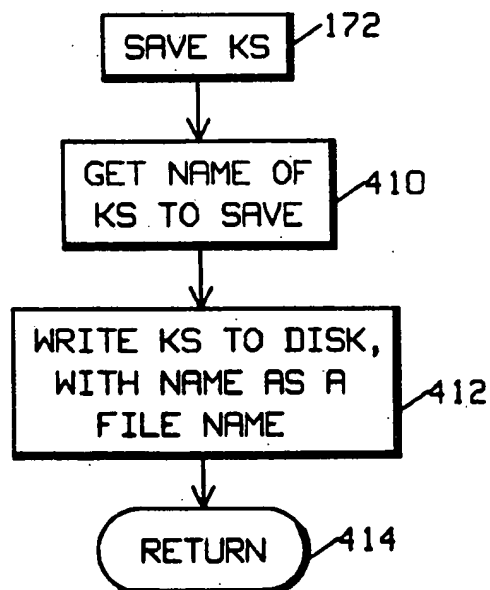 SAVE KS
172
GET NAME OF
KS TO SAVE
410
WRITE KS TO DISK,
WITH NAME AS A
FILE NAME
412
RETURN
414